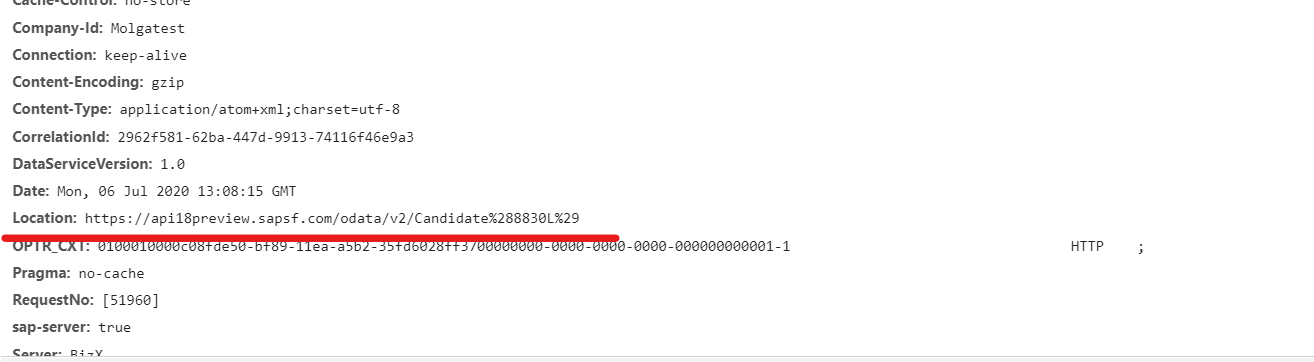 Cache-Control: no-store
Company-Id: Molgatest
Connection: keep-alive
Content-Encoding: gzip
Content-Type: application/atom+xml;charset=utf-8
CorrelationId: 2962f581-62ba-447d-9913-74116f46e9a3
DataServiceVersion: 1.0
Date: Mon, 06 Jul 2020 13:08:15 GMT
Location: https://api18preview.sapsf.com/odata/v2/Candidate%288830L%29
OPTR_CXT: 0100010000c08fde50-bf89-11ea-a5b2-35fd6028ff3700000000-0000-0000-0000-000000000001-1 HTTP ;
Pragma: no-cache
RequestNo: [51960]
sap-server: true
Server: BizX